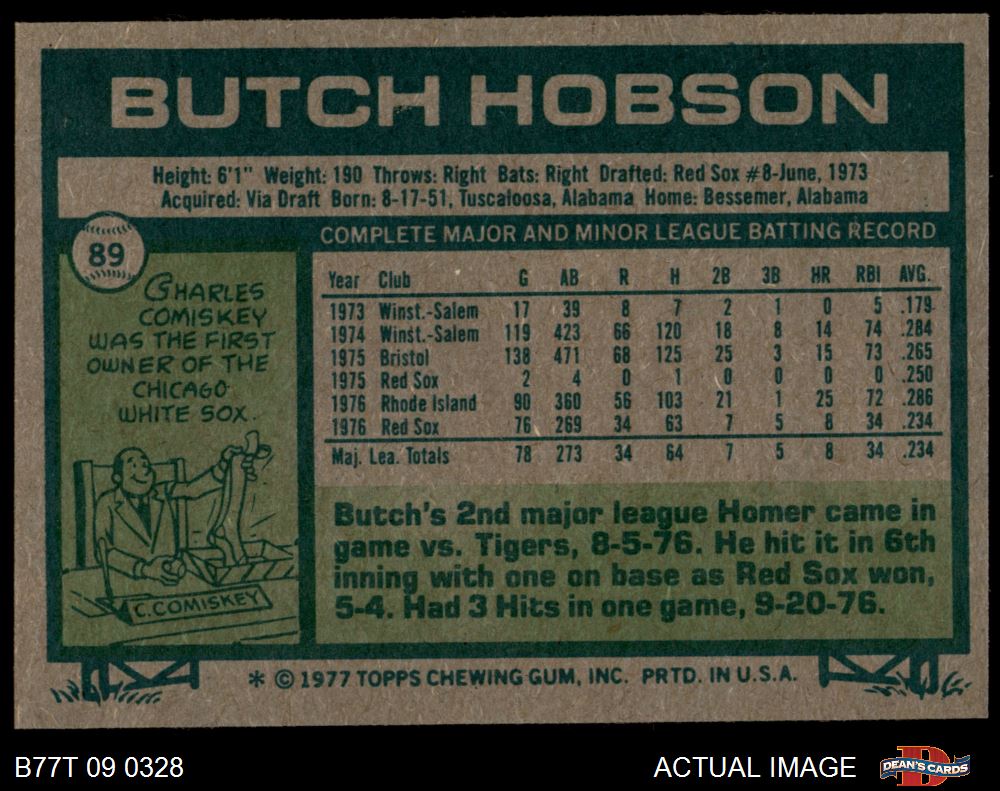 BUTCH HOBSON
Height: 6'1" Weight: 190 Throws: Right Bats: Right Drafted: Red Sox #8-June, 1973
Acquired: Via Draft Born: 8-17-51, Tuscaloosa, Alabama Home: Bessemer, Alabama
89
CHARLES
COMISKEY
WAS THE FIRST
OWNER OF THE
CHICAGO
WHITE SOX.
C. COMISKEY
COMPLETE MAJOR AND MINOR LEAGUE BATTING RECORD
Year Club G AB R H 2B 3B HR RBI AVG.
1973 Winst.-Salem 17 39 8 7 2 1 0 5 .179
1974 Winst.-Salem 119 423 66 120 18 8 14 74 .284
1975 Bristol 138 471 68 125 25 3 15 73 .265
1975 Red Sox 2 4 0 1 0 0 0 0 .250
1976 Rhode Island 90 360 56 103 21 1 25 72 .286
1976 Red Sox 76 269 34 63 7 5 8 34 .234
Maj. Lea. Totals 78 273 34 64 7 5 8 34 .234
Butch's 2nd major league Homer came in
game vs. Tigers, 8-5-76. He hit it in 6th
inning with one on base as Red Sox won,
5-4. Had 3 Hits in one game, 9-20-76.
* © 1977 TOPPS CHEWING GUM, INC. PRTD. IN U.S.A.
B77T 09 0328
ACTUAL IMAGE
D
DEAN'S CARDS